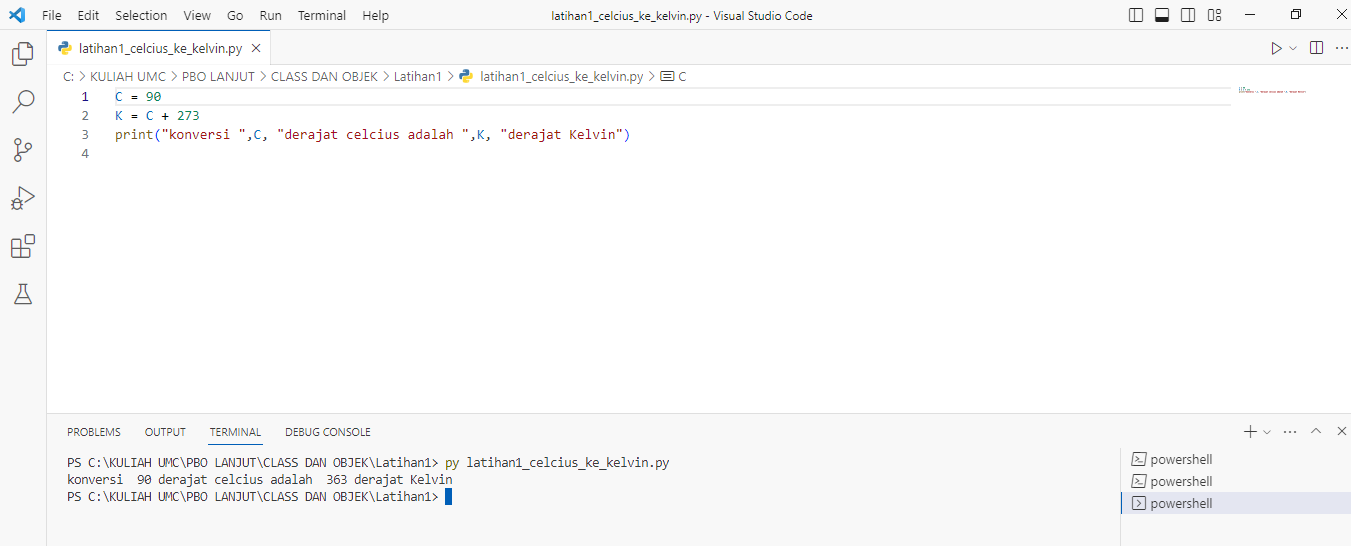 File Edit Selection View Go Run Terminal Help latihan1_celcius_ke_kelvin.py - Visual Studio Code
latihan1_celcius_ke_kelvin.py
C: > KULIAH UMC > PBO LANJUT > CLASS DAN OBJEK > Latihan1 > latihan1_celcius_ke_kelvin.py > C
1 C = 90
2 K = C + 273
3 print("konversi ",C, "derajat celcius adalah ",K, "derajat Kelvin")
4
PROBLEMS OUTPUT TERMINAL DEBUG CONSOLE
PS C:\KULIAH UMC\PBO LANJUT\CLASS DAN OBJEK\Latihan1> py latihan1_celcius_ke_kelvin.py
konversi  90 derajat celcius adalah  363 derajat Kelvin
PS C:\KULIAH UMC\PBO LANJUT\CLASS DAN OBJEK\Latihan1>
powershell
powershell
powershell